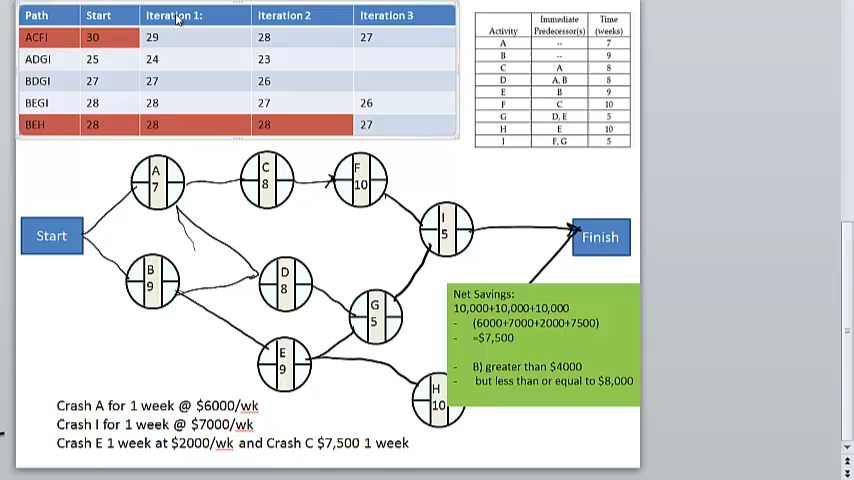 Path Start Iteration 1: Iteration 2 Iteration 3
ACFI 30 29 28 27
ADGI 25 24 23
BDGI 27 27 26
BEGI 28 28 27 26
BEH 28 28 28 27
Immediate Time
Activity Predecessor(s) (weeks)
A -- 7
B -- 9
C A 8
D A, B 8
E B 9
F C 10
G D, E 5
H E 10
I F, G 5
A
7
C
8
F
10
I
5
Start
Finish
B
9
D
8
G
5
E
9
H
10
Net Savings:
10,000+10,000+10,000
- (6000+7000+2000+7500)
- =$7,500
- B) greater than $4000
- but less than or equal to $8,000
Crash A for 1 week @ $6000/wk
Crash I for 1 week @ $7000/wk
Crash E 1 week at $2000/wk and Crash C $7,500 1 week